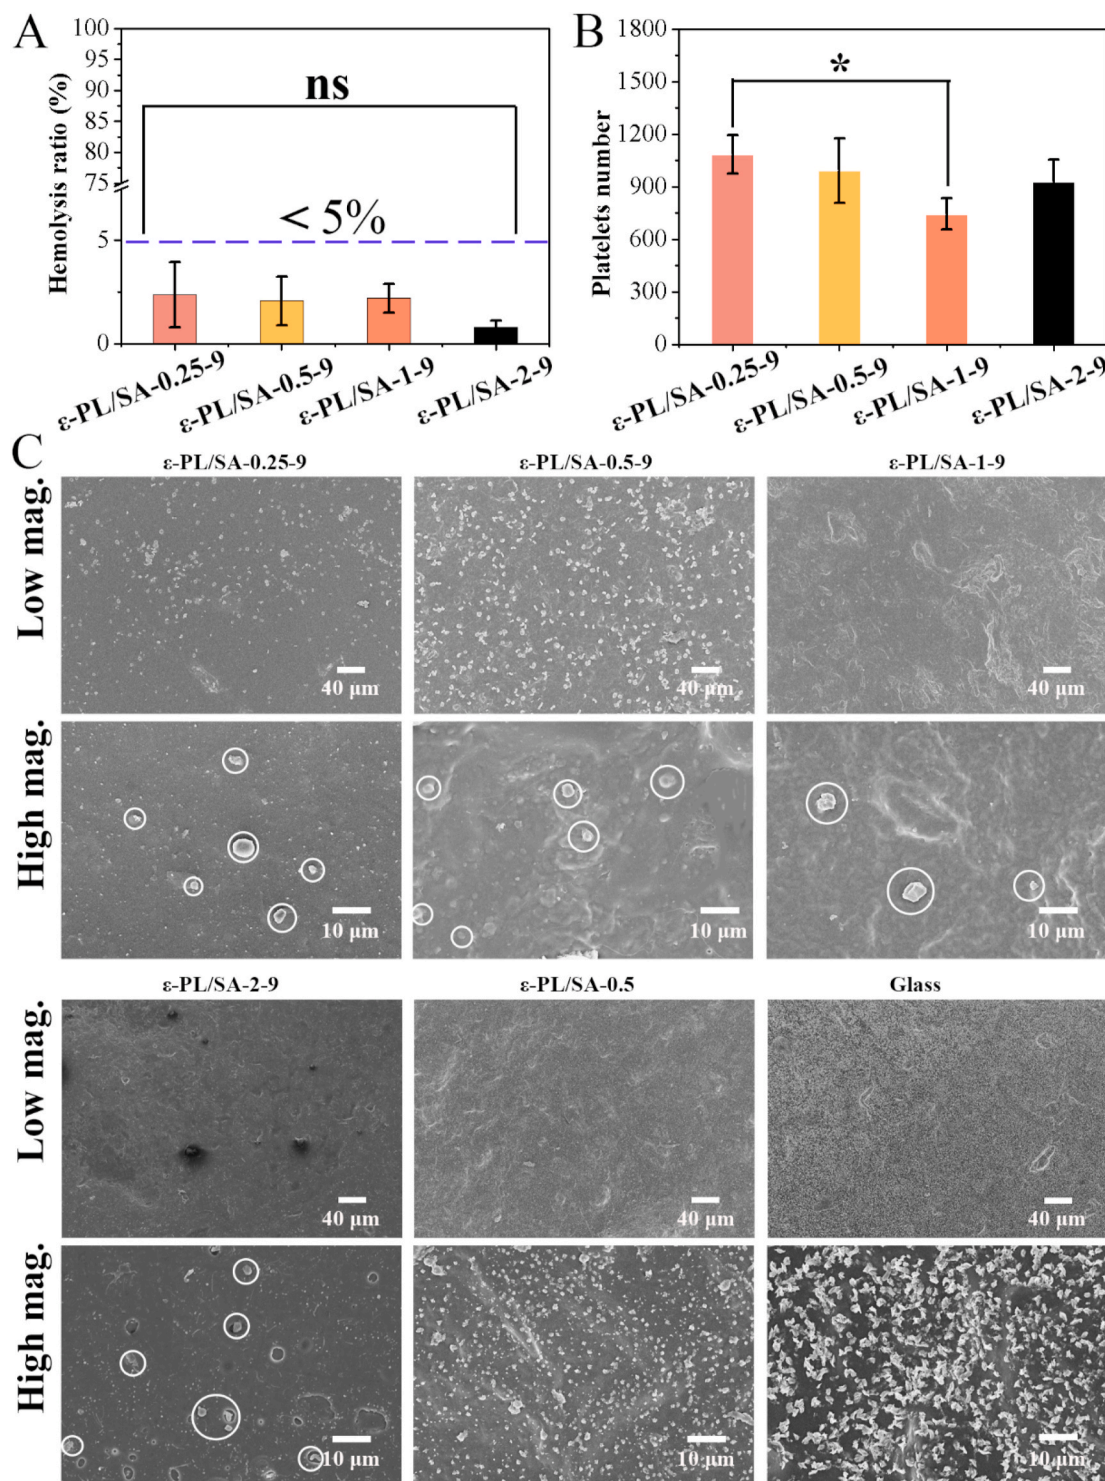 A
Hemolysis ratio (%)
100
95
90
85
80
75
5
0
ns
< 5%
ε-PL/SA-0.25-9
ε-PL/SA-0.5-9
ε-PL/SA-1-9
ε-PL/SA-2-9
B
Platelets number
1800
1500
1200
900
600
300
0
*
ε-PL/SA-0.25-9
ε-PL/SA-0.5-9
ε-PL/SA-1-9
ε-PL/SA-2-9
C
ε-PL/SA-0.25-9
ε-PL/SA-0.5-9
ε-PL/SA-1-9
Low mag.
40 μm
40 μm
40 μm
High mag.
10 μm
10 μm
10 μm
ε-PL/SA-2-9
ε-PL/SA-0.5
Glass
Low mag.
40 μm
40 μm
40 μm
High mag.
10 μm
10 μm
10 μm